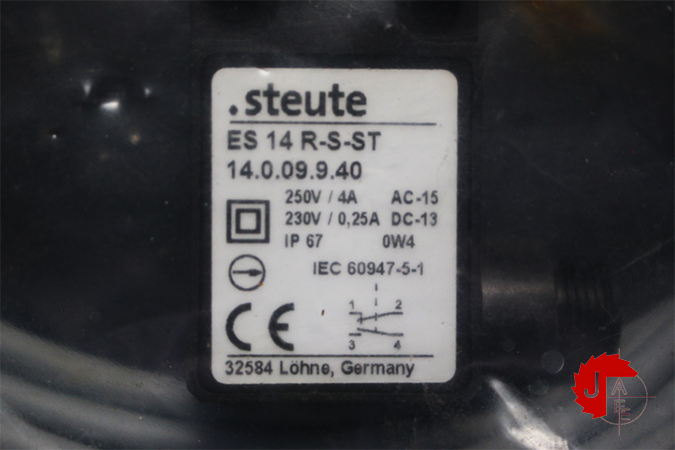 .steute
ES 14 R-S-ST
14.0.09.9.40
250V / 4A AC-15
230V / 0,25A DC-13
IP 67 0W4
IEC 60947-5-1
1 2
3 4
CE
32584 Löhne, Germany
J